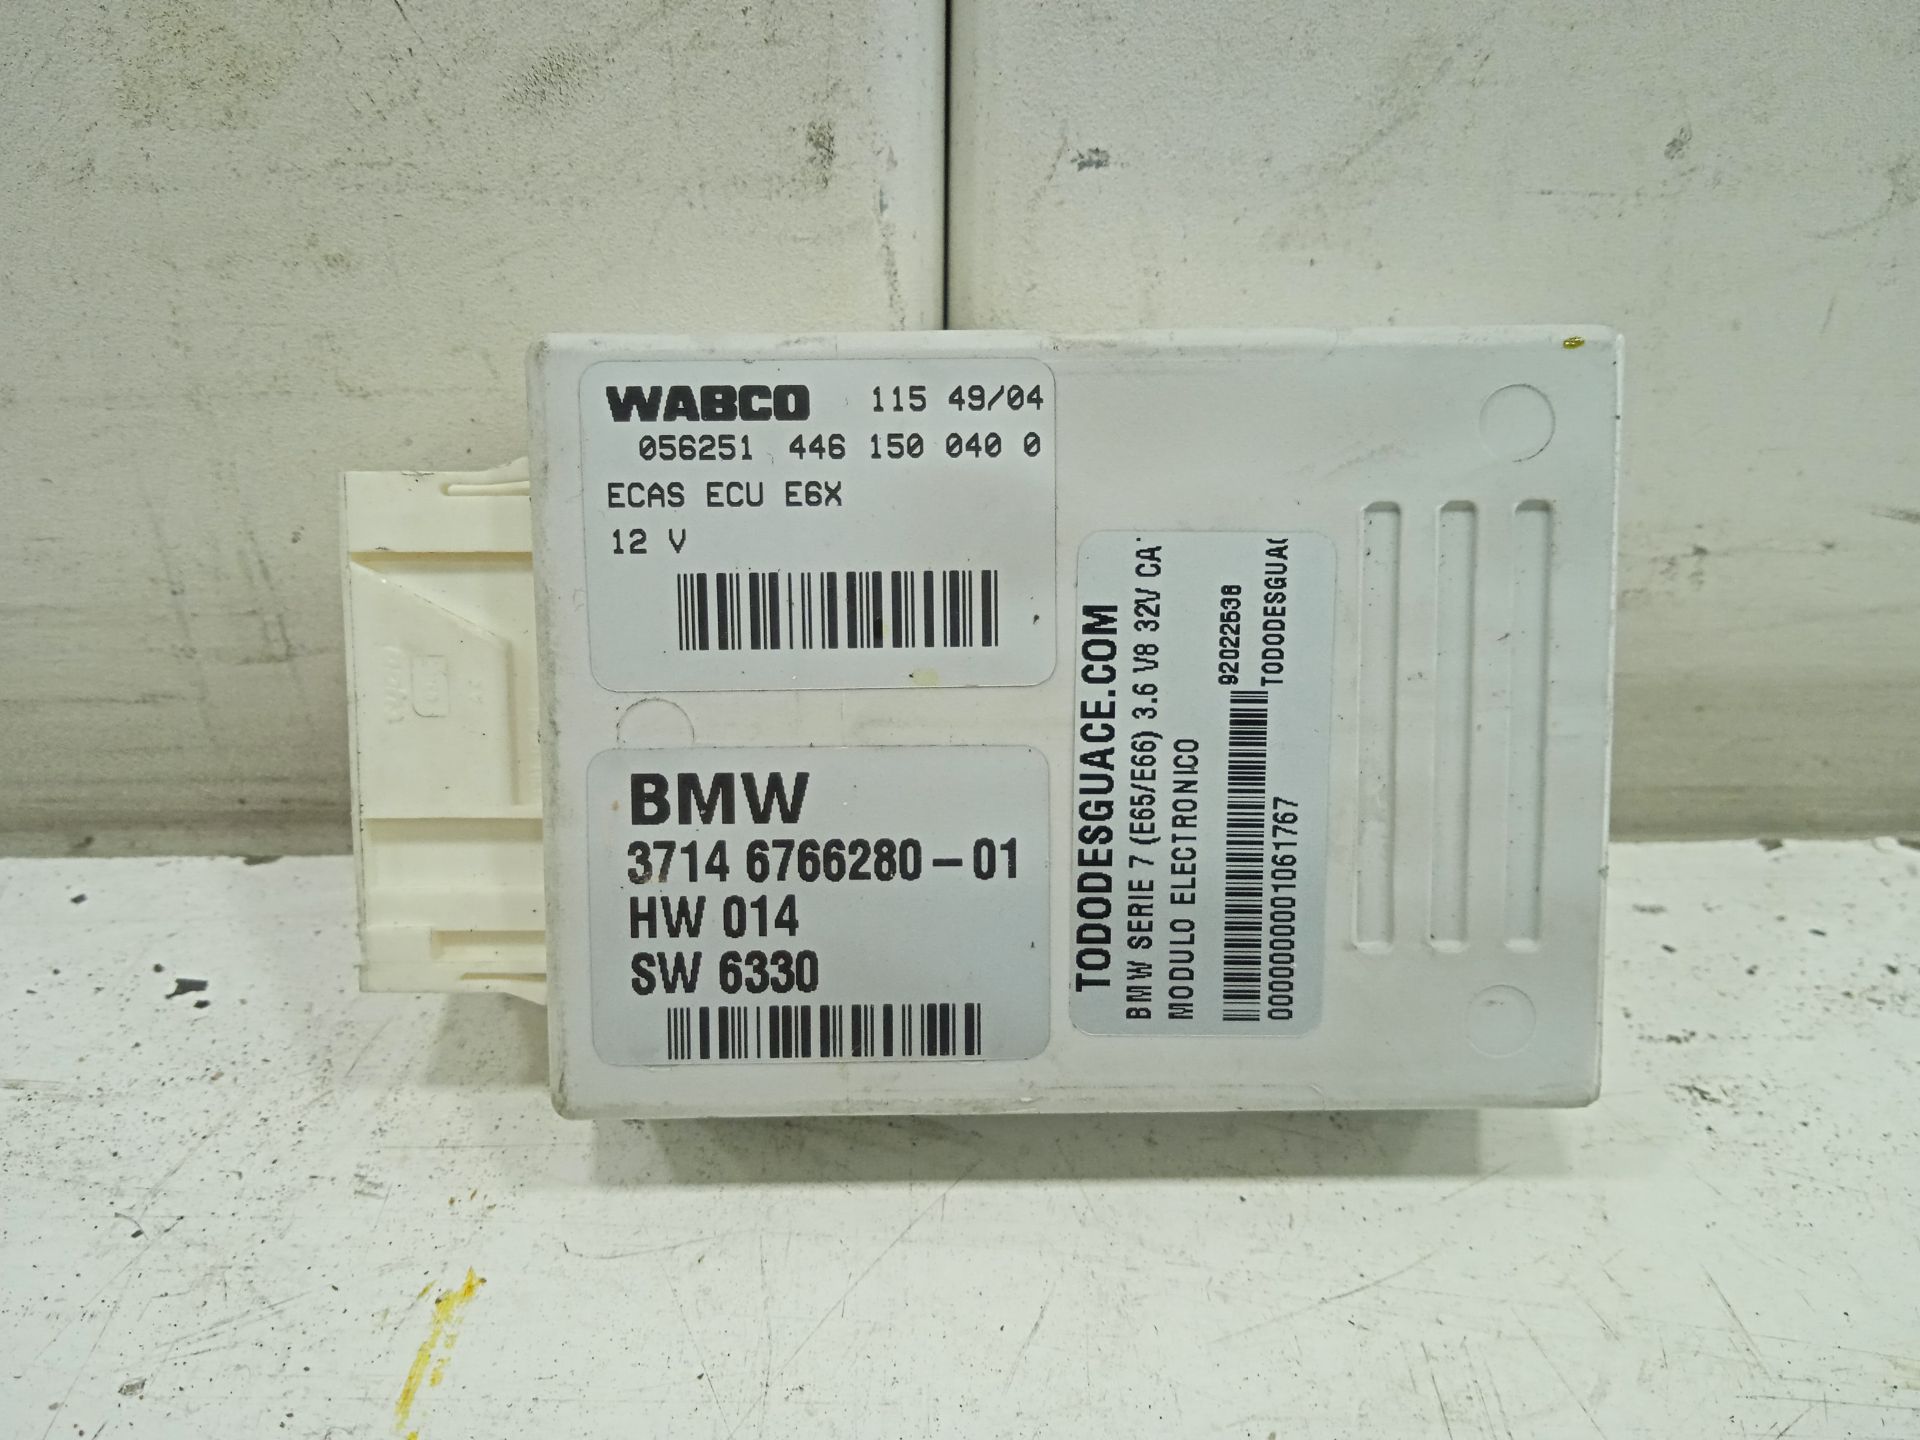 WABCO 115 49/04
056251 446 150 040 0
ECAS ECU E6X
12 V
BMW
3714 6766280-01
HW 014
SW 6330
TODODESGUACE.COM
BMW SERIE 7 (E65/E66) 3.6 V8 32V CA
MODULO ELECTRONICO
92022538
0000000001061767 TODODESGUA